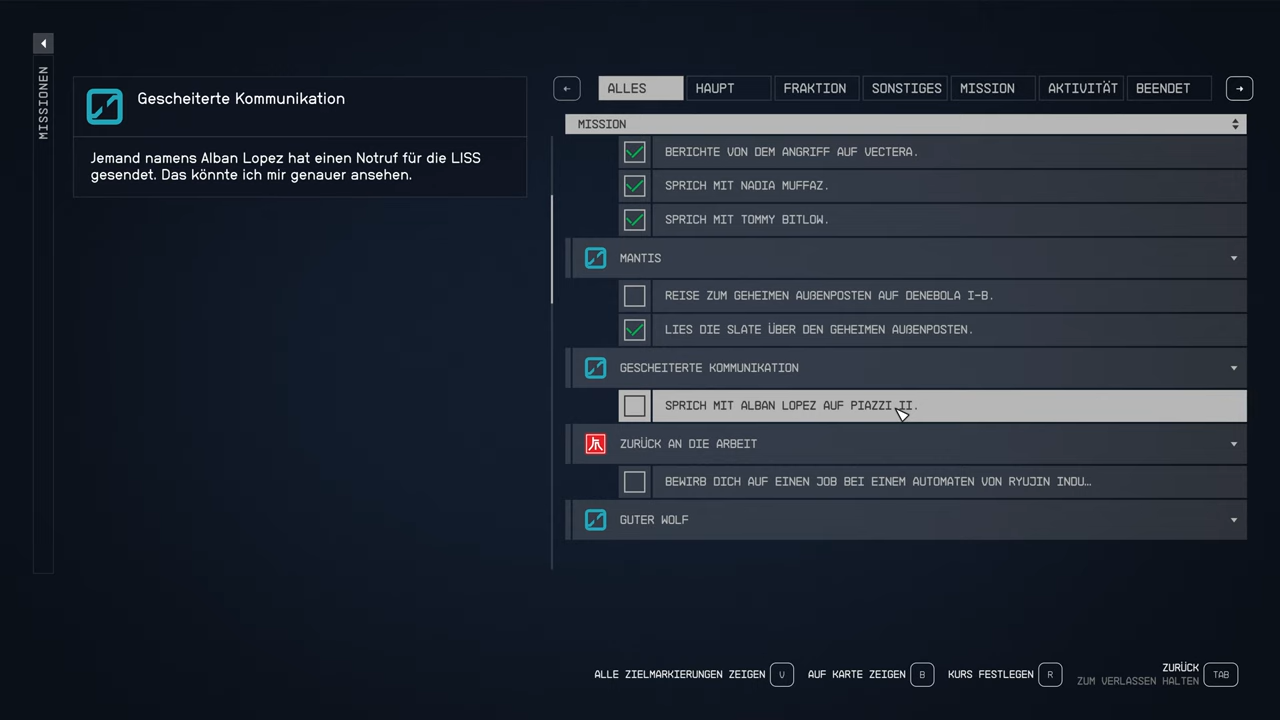 MISSIONEN
Gescheiterte Kommunikation
Jemand namens Alban Lopez hat einen Notruf für die LISS
gesendet. Das könnte ich mir genauer ansehen.
ALLES
HAUPT
FRAKTION
SONSTIGES
MISSION
AKTIVITÄT
BEENDET
MISSION
BERICHTE VON DEM ANGRIFF AUF VECTERA.
SPRICH MIT NADIA MUFFAZ.
SPRICH MIT TOMMY BITLOW.
MANTIS
REISE ZUM GEHEIMEN AUßENPOSTEN AUF DENEBOLA I-B.
LIES DIE SLATE ÜBER DEN GEHEIMEN AUßENPOSTEN.
GESCHEITERTE KOMMUNIKATION
SPRICH MIT ALBAN LOPEZ AUF PIAZZI II.
ZURÜCK AN DIE ARBEIT
BEWIRB DICH AUF EINEN JOB BEI EINEM AUTOMATEN VON RYUJIN INDU…
GUTER WOLF
ALLE ZIELMARKIERUNGEN ZEIGEN V
AUF KARTE ZEIGEN B
KURS FESTLEGEN R
ZURÜCK
ZUM VERLASSEN HALTEN
TAB